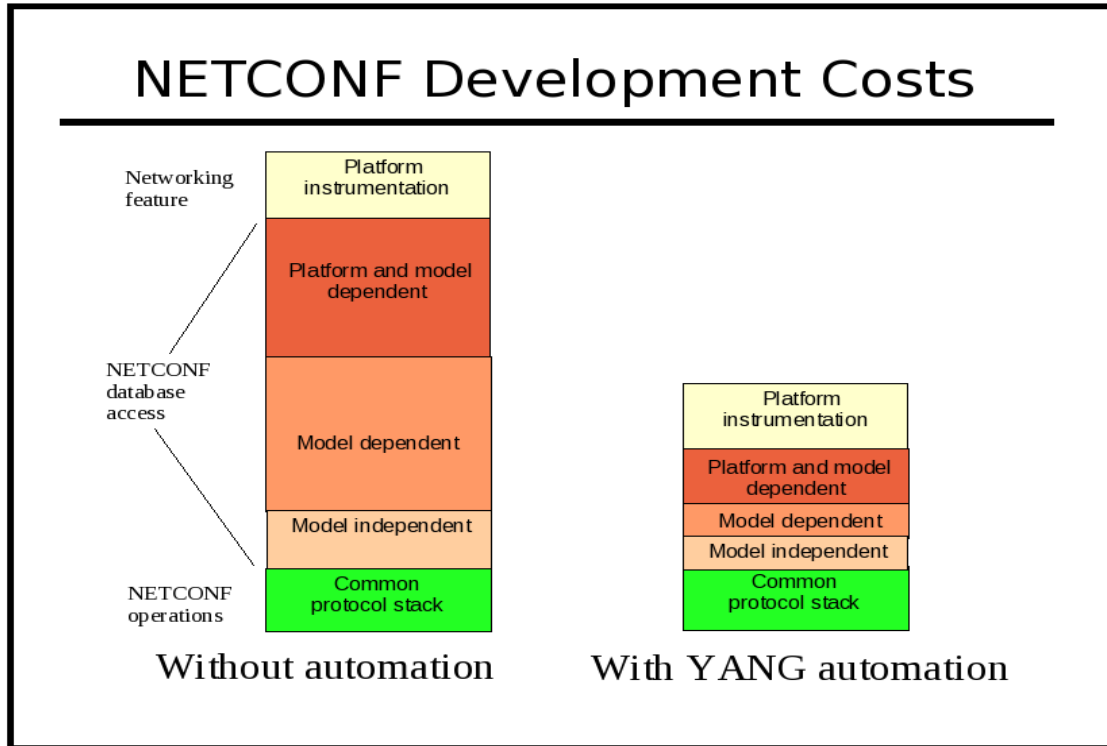 NETCONF Development Costs
Networking
feature
NETCONF
database
access
NETCONF
operations
Platform
instrumentation
Platform and model
dependent
Model dependent
Model independent
Common
protocol stack
Without automation
Platform
instrumentation
Platform and model
dependent
Model dependent
Model independent
Common
protocol stack
With YANG automation